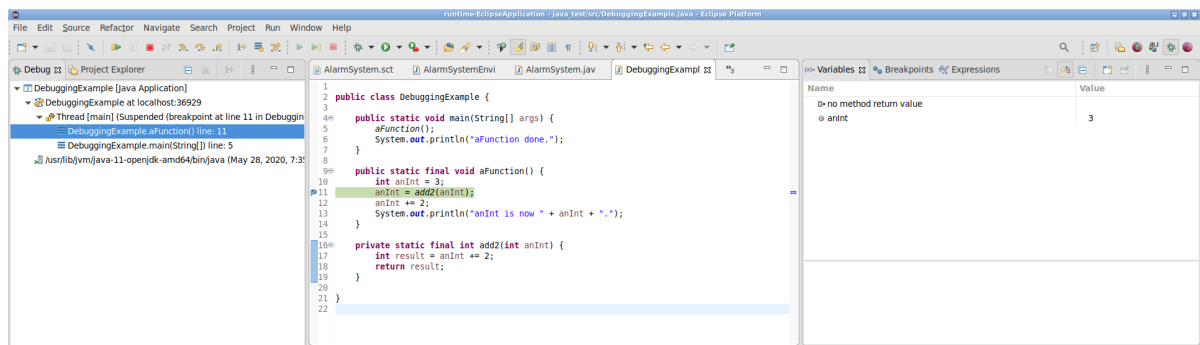 runtime-EclipseApplication - java_test/src/DebuggingExample.java - Eclipse Platform
File Edit Source Refactor Navigate Search Project Run Window Help
Debug Project Explorer
DebuggingExample [Java Application]
DebuggingExample at localhost:36929
Thread [main] (Suspended (breakpoint at line 11 in Debuggin
DebuggingExample.aFunction() line: 11
DebuggingExample.main(String[]) line: 5
/usr/lib/jvm/java-11-openjdk-amd64/bin/java (May 28, 2020, 7:3
AlarmSystem.sct AlarmSystemEnvi AlarmSystem.jav DebuggingExampl
1
2 public class DebuggingExample {
3
4 public static void main(String[] args) {
5 aFunction();
6 System.out.println("aFunction done.");
7 }
8
9 public static final void aFunction() {
10 int anInt = 3;
11 anInt = add2(anInt);
12 anInt += 2;
13 System.out.println("anInt is now " + anInt + ".");
14 }
15
16 private static final int add2(int anInt) {
17 int result = anInt += 2;
18 return result;
19 }
20
21 }
22
Variables Breakpoints Expressions
Name Value
no method return value
anInt 3